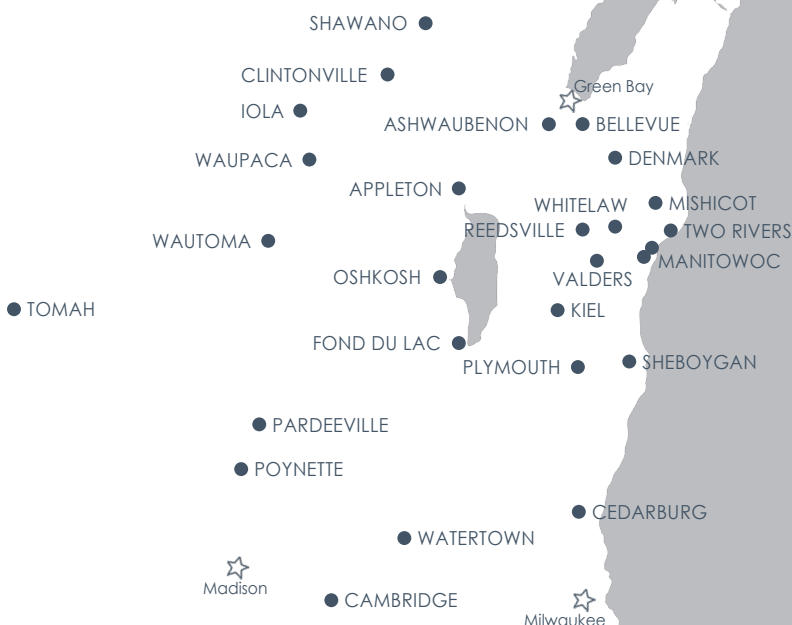 SHAWANO
CLINTONVILLE
Green Bay
IOLA
ASHWAUBENON
BELLEVUE
WAUPACA
DENMARK
APPLETON
WHITELAW
MISHICOT
REEDSVILLE
TWO RIVERS
WAUTOMA
MANITOWOC
OSHKOSH
VALDERS
TOMAH
KIEL
FOND DU LAC
PLYMOUTH
SHEBOYGAN
PARDEEVILLE
POYNETTE
CEDARBURG
WATERTOWN
Madison
CAMBRIDGE
Milwaukee